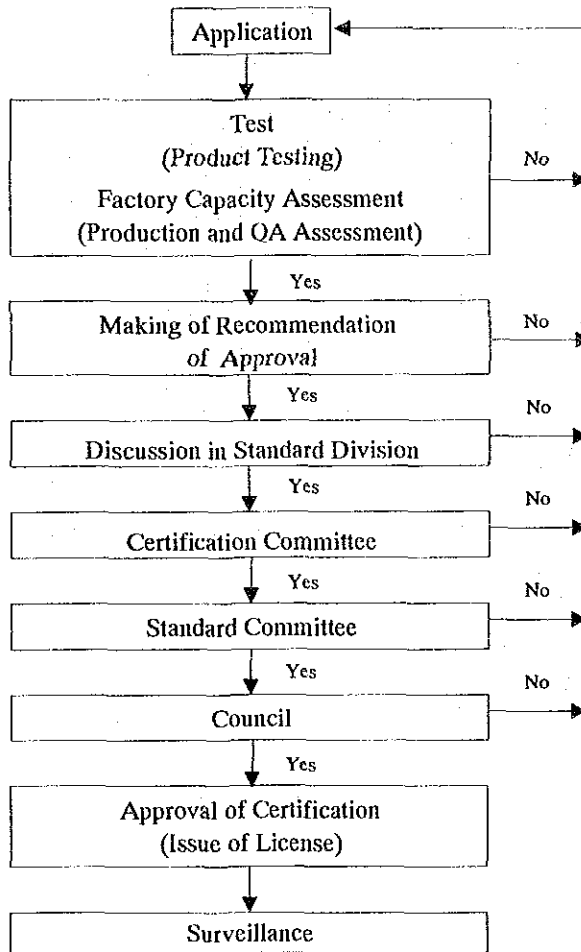 Application
Test
(Product Testing)
No
Factory Capacity Assessment
(Production and QA Assessment)
Yes
Making of Recommendation
of Approval
No
Yes
No
Discussion in Standard Division
Yes
No
Certification Committee
Yes
No
Standard Committee
Yes
No
Council
Yes
Approval of Certification
(Issue of License)
Surveillance